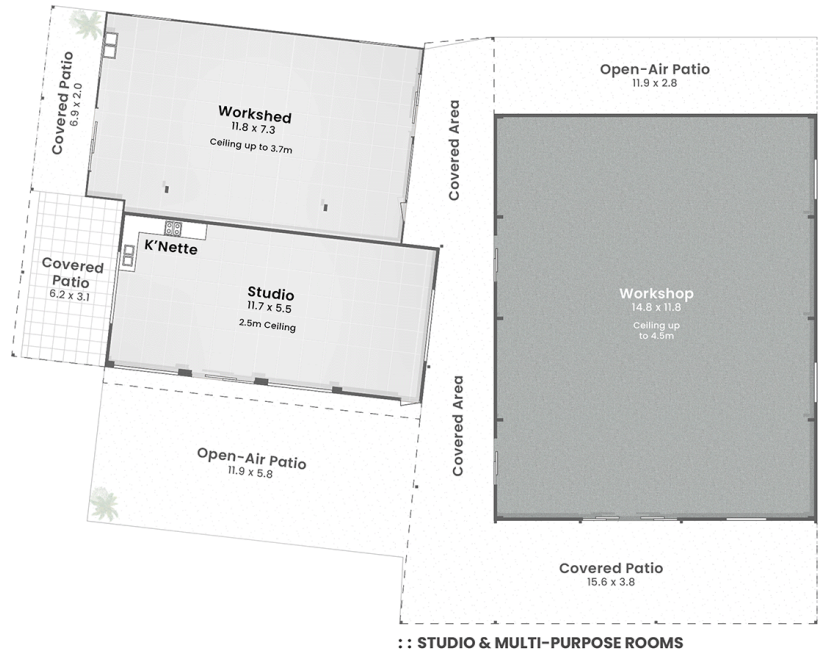 Covered Patio
6.9 x 2.0
Workshed
11.8 x 7.3
Ceiling up to 3.7m
Covered Area
Open-Air Patio
11.9 x 2.8
K'Nette
Covered
Patio
6.2 x 3.1
Studio
11.7 x 5.5
2.5m Ceiling
Workshop
14.8 x 11.8
Ceiling up
to 4.5m
Covered Area
Open-Air Patio
11.9 x 5.8
Covered Patio
15.6 x 3.8
:: STUDIO & MULTI-PURPOSE ROOMS